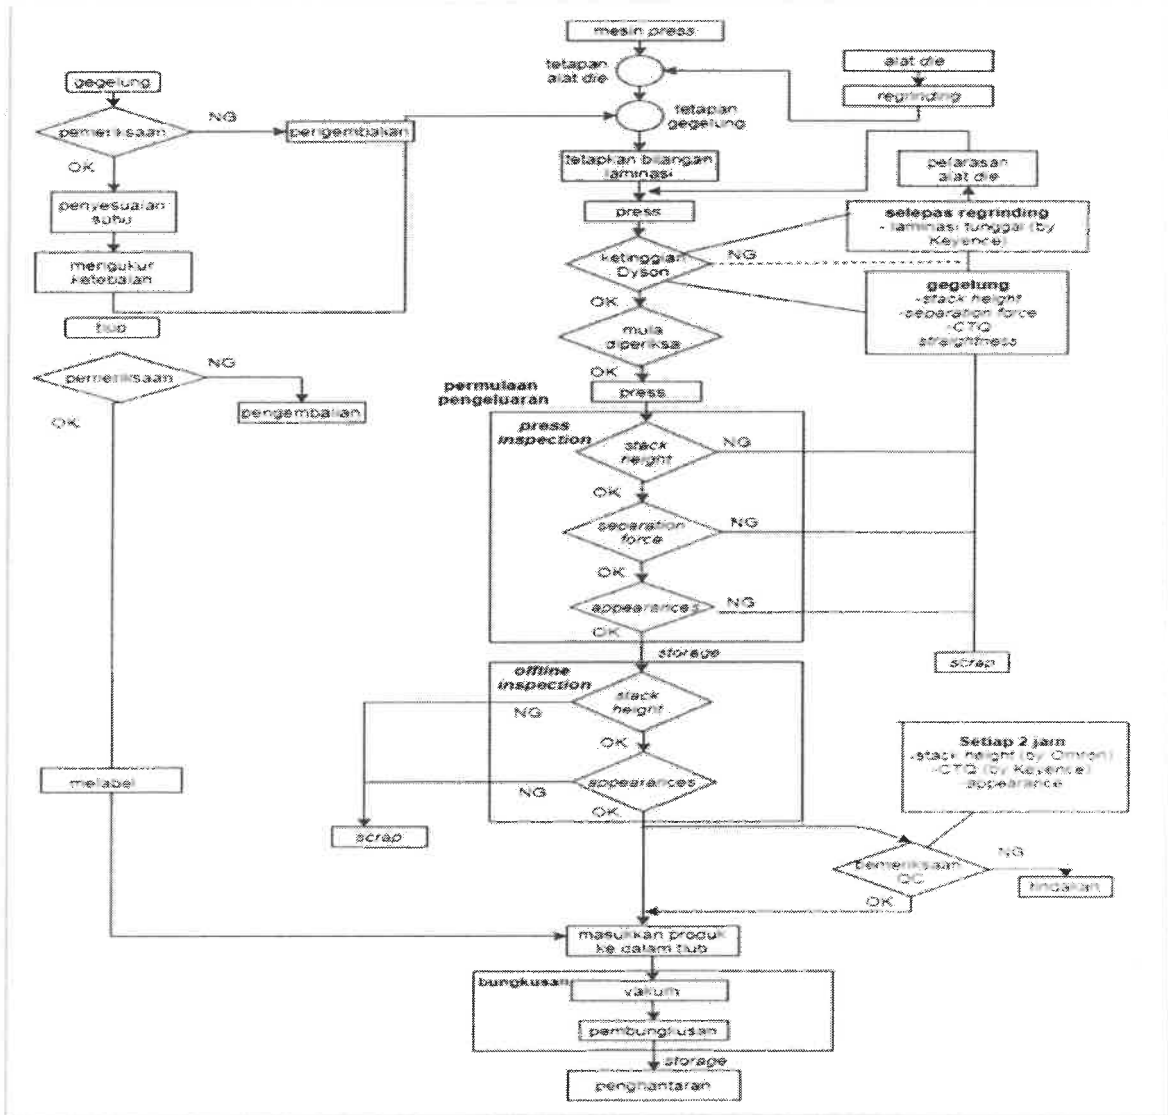 mesin press
tetapan
alat die
alat die
regrinding
gegelung
tetapan
gegelung
pemeriksaan
NG
pengembalian
OK
tetapkan bilangan
laminasi
pelarasan
alat die
penyesuaian
suhu
press
selepas regrinding
- laminasi tunggal (by
Keyence)
mengukur
ketebalan
ketinggian
Dyson
NG
OK
gegelung
-stack height
-separation force
-CTQ
straightness
tiub
mula
diperiksa
OK
pemeriksaan
NG
pengembalian
OK
permulaan
pengeluaran
press
press
inspection
stack
height
NG
OK
separation
force
NG
OK
appearances
NG
OK
storage
scrap
offline
inspection
stack
height
NG
OK
appearances
NG
OK
scrap
melabel
Setiap 2 jam
-stack height (by Omron)
-CTQ (by Keyence)
-appearance
pemeriksaan
QC
NG
tindakan
OK
masukkan produk
ke dalam tiub
bungkusan
vakum
pembungkusan
storage
penghantaran